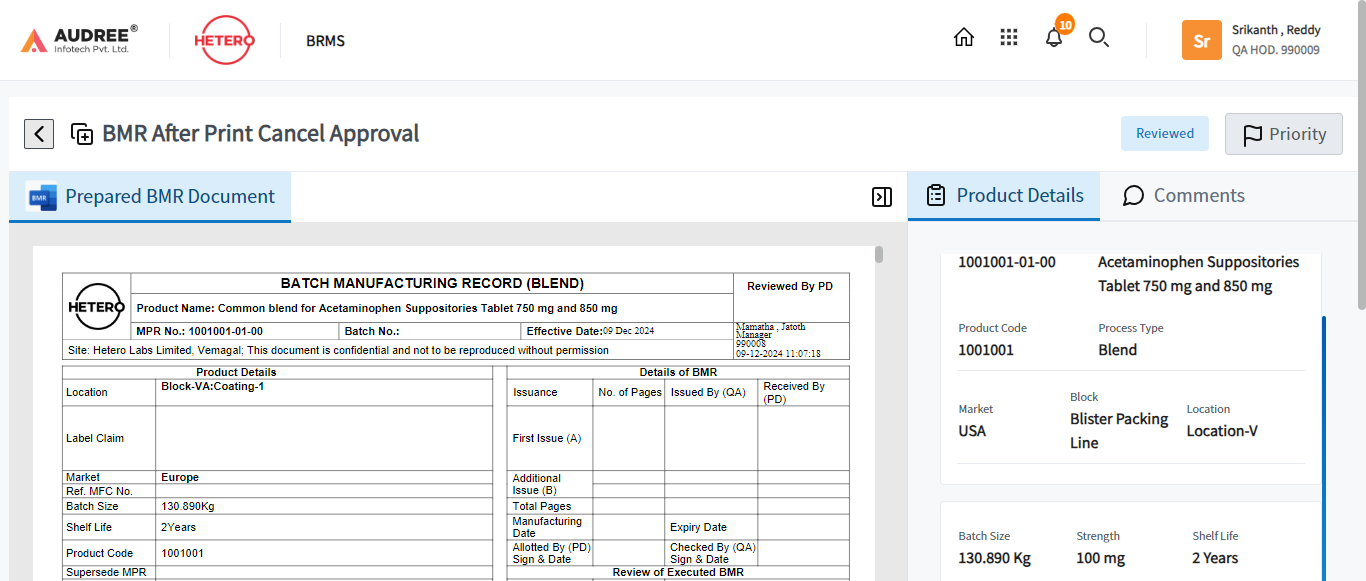 AUDREE®
Infotech Pvt. Ltd.
HETERO
BRMS
10
Sr
Srikanth , Reddy
QA HOD. 990009
BMR After Print Cancel Approval
Reviewed
Priority
BMR
Prepared BMR Document
Product Details
Comments
HETERO
BATCH MANUFACTURING RECORD (BLEND)
Reviewed By PD
Product Name: Common blend for Acetaminophen Suppositories Tablet 750 mg and 850 mg
MPR No.: 1001001-01-00
Batch No.:
Effective Date:09 Dec 2024
Mamatha , Jatoth
Manager
990008
09-12-2024 11:07:18
Site: Hetero Labs Limited, Vemagal; This document is confidential and not to be reproduced without permission
Product Details
Location
Block-VA:Coating-1
Label Claim
Market
Europe
Ref. MFC No.
Batch Size
130.890Kg
Shelf Life
2Years
Product Code
1001001
Supersede MPR
Details of BMR
Issuance
No. of Pages
Issued By (QA)
Received By
(PD)
First Issue (A)
Additional
Issue (B)
Total Pages
Manufacturing
Date
Expiry Date
Allotted By (PD)
Sign & Date
Checked By (QA)
Sign & Date
Review of Executed BMR
1001001-01-00
Acetaminophen Suppositories
Tablet 750 mg and 850 mg
Product Code
1001001
Process Type
Blend
Market
USA
Block
Blister Packing
Line
Location
Location-V
Batch Size
130.890 Kg
Strength
100 mg
Shelf Life
2 Years